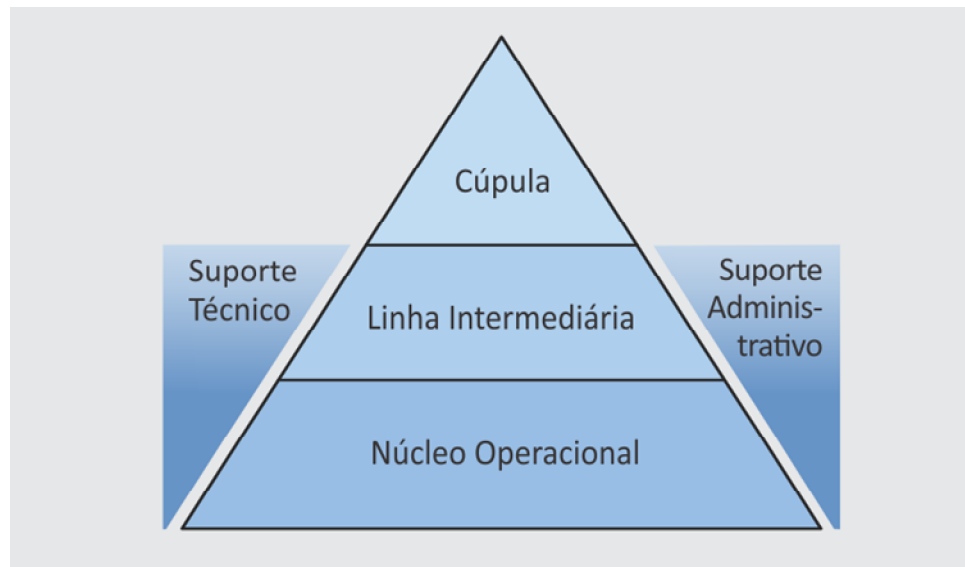 Cúpula
Suporte
Técnico
Linha Intermediária
Suporte
Adminis-
trativo
Núcleo Operacional